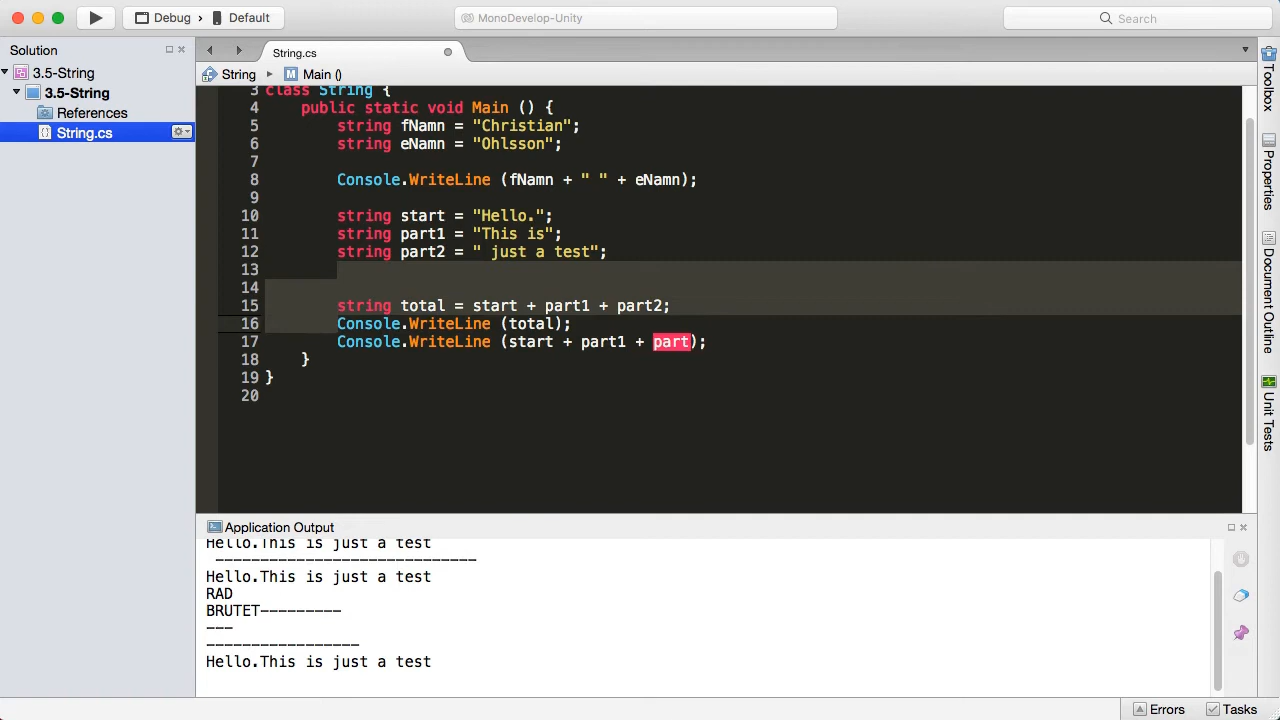 Debug > Default
MonoDevelop-Unity
Search
Solution
3.5-String
3.5-String
References
String.cs
String.cs
String Main ()
3 class String {
4 public static void Main () {
5 string fNamn = "Christian";
6 string eNamn = "Ohlsson";
7
8 Console.WriteLine (fNamn + " " + eNamn);
9
10 string start = "Hello.";
11 string part1 = "This is";
12 string part2 = " just a test";
13
14
15 string total = start + part1 + part2;
16 Console.WriteLine (total);
17 Console.WriteLine (start + part1 + part);
18 }
19 }
20
Toolbox
Properties
Document Outline
Unit Tests
Application Output
Hello.This is just a test
-----------------------------
Hello.This is just a test
RAD
BRUTET---------
---
-----------------
Hello.This is just a test
Errors Tasks